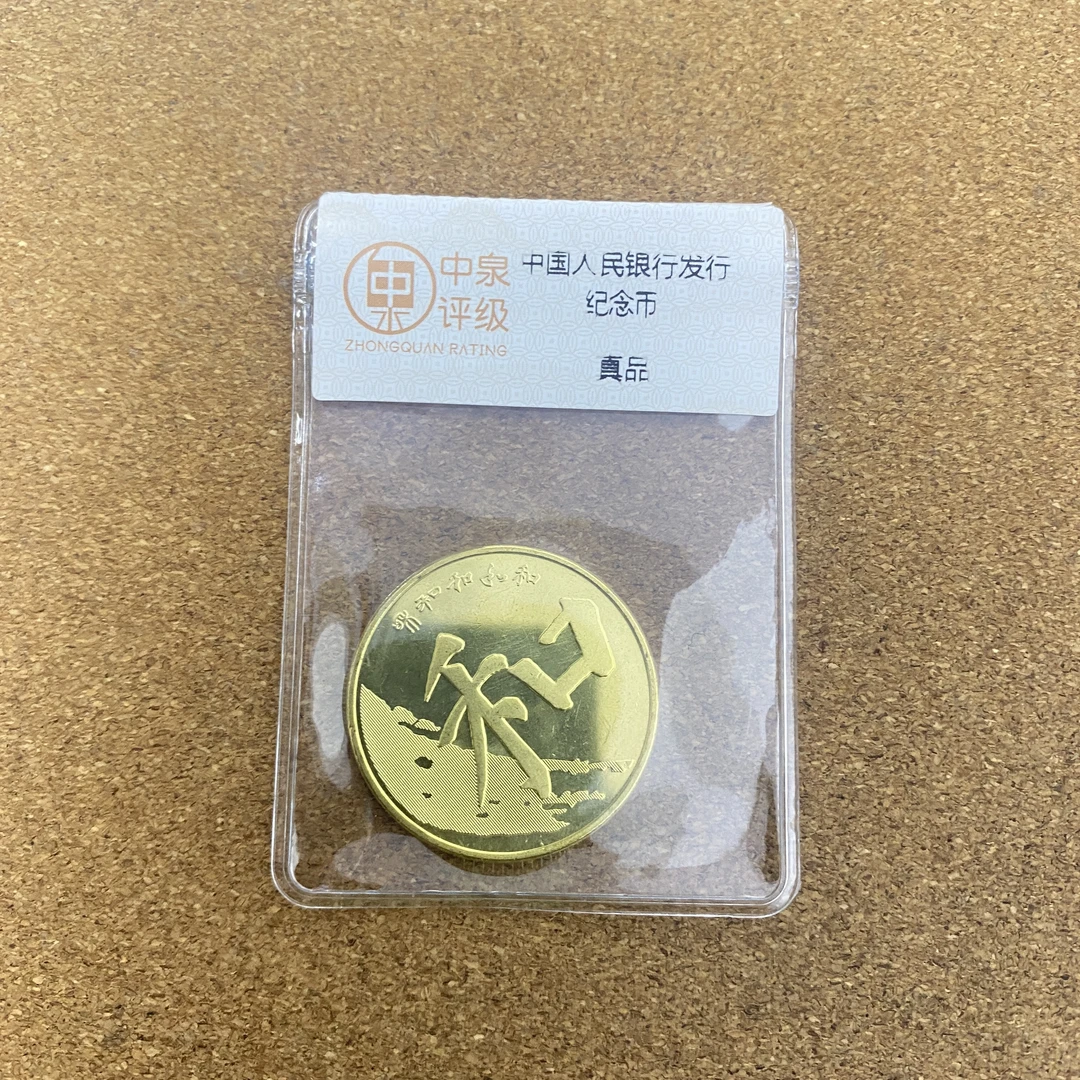 中泉
评级
ZHONGQUAN RATING
中国人民银行发行
纪念币
真品
和